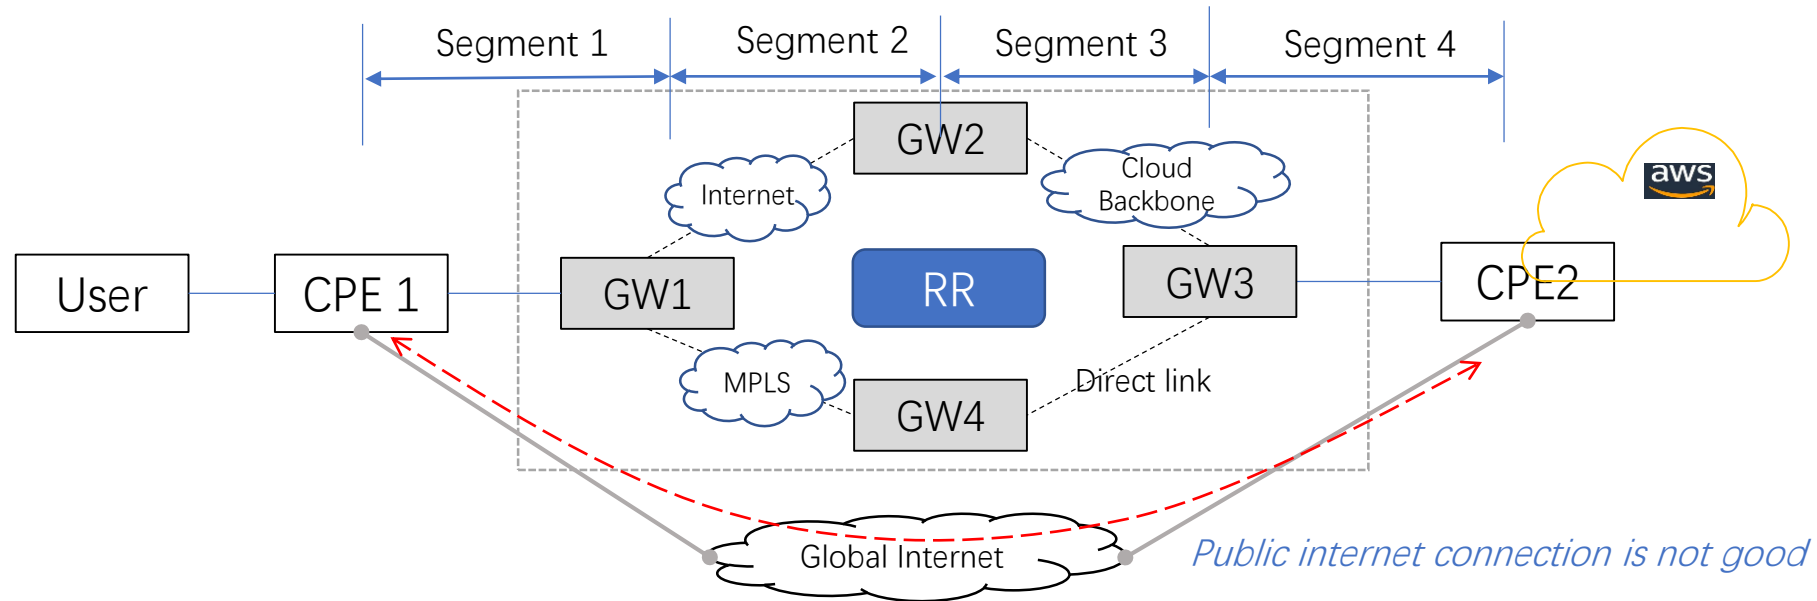 Segment 1
Segment 2
Segment 3
Segment 4
GW2
Internet
Cloud
Backbone
aws
User
CPE 1
GW1
RR
GW3
CPE2
MPLS
GW4
Direct link
Global Internet
Public internet connection is not good